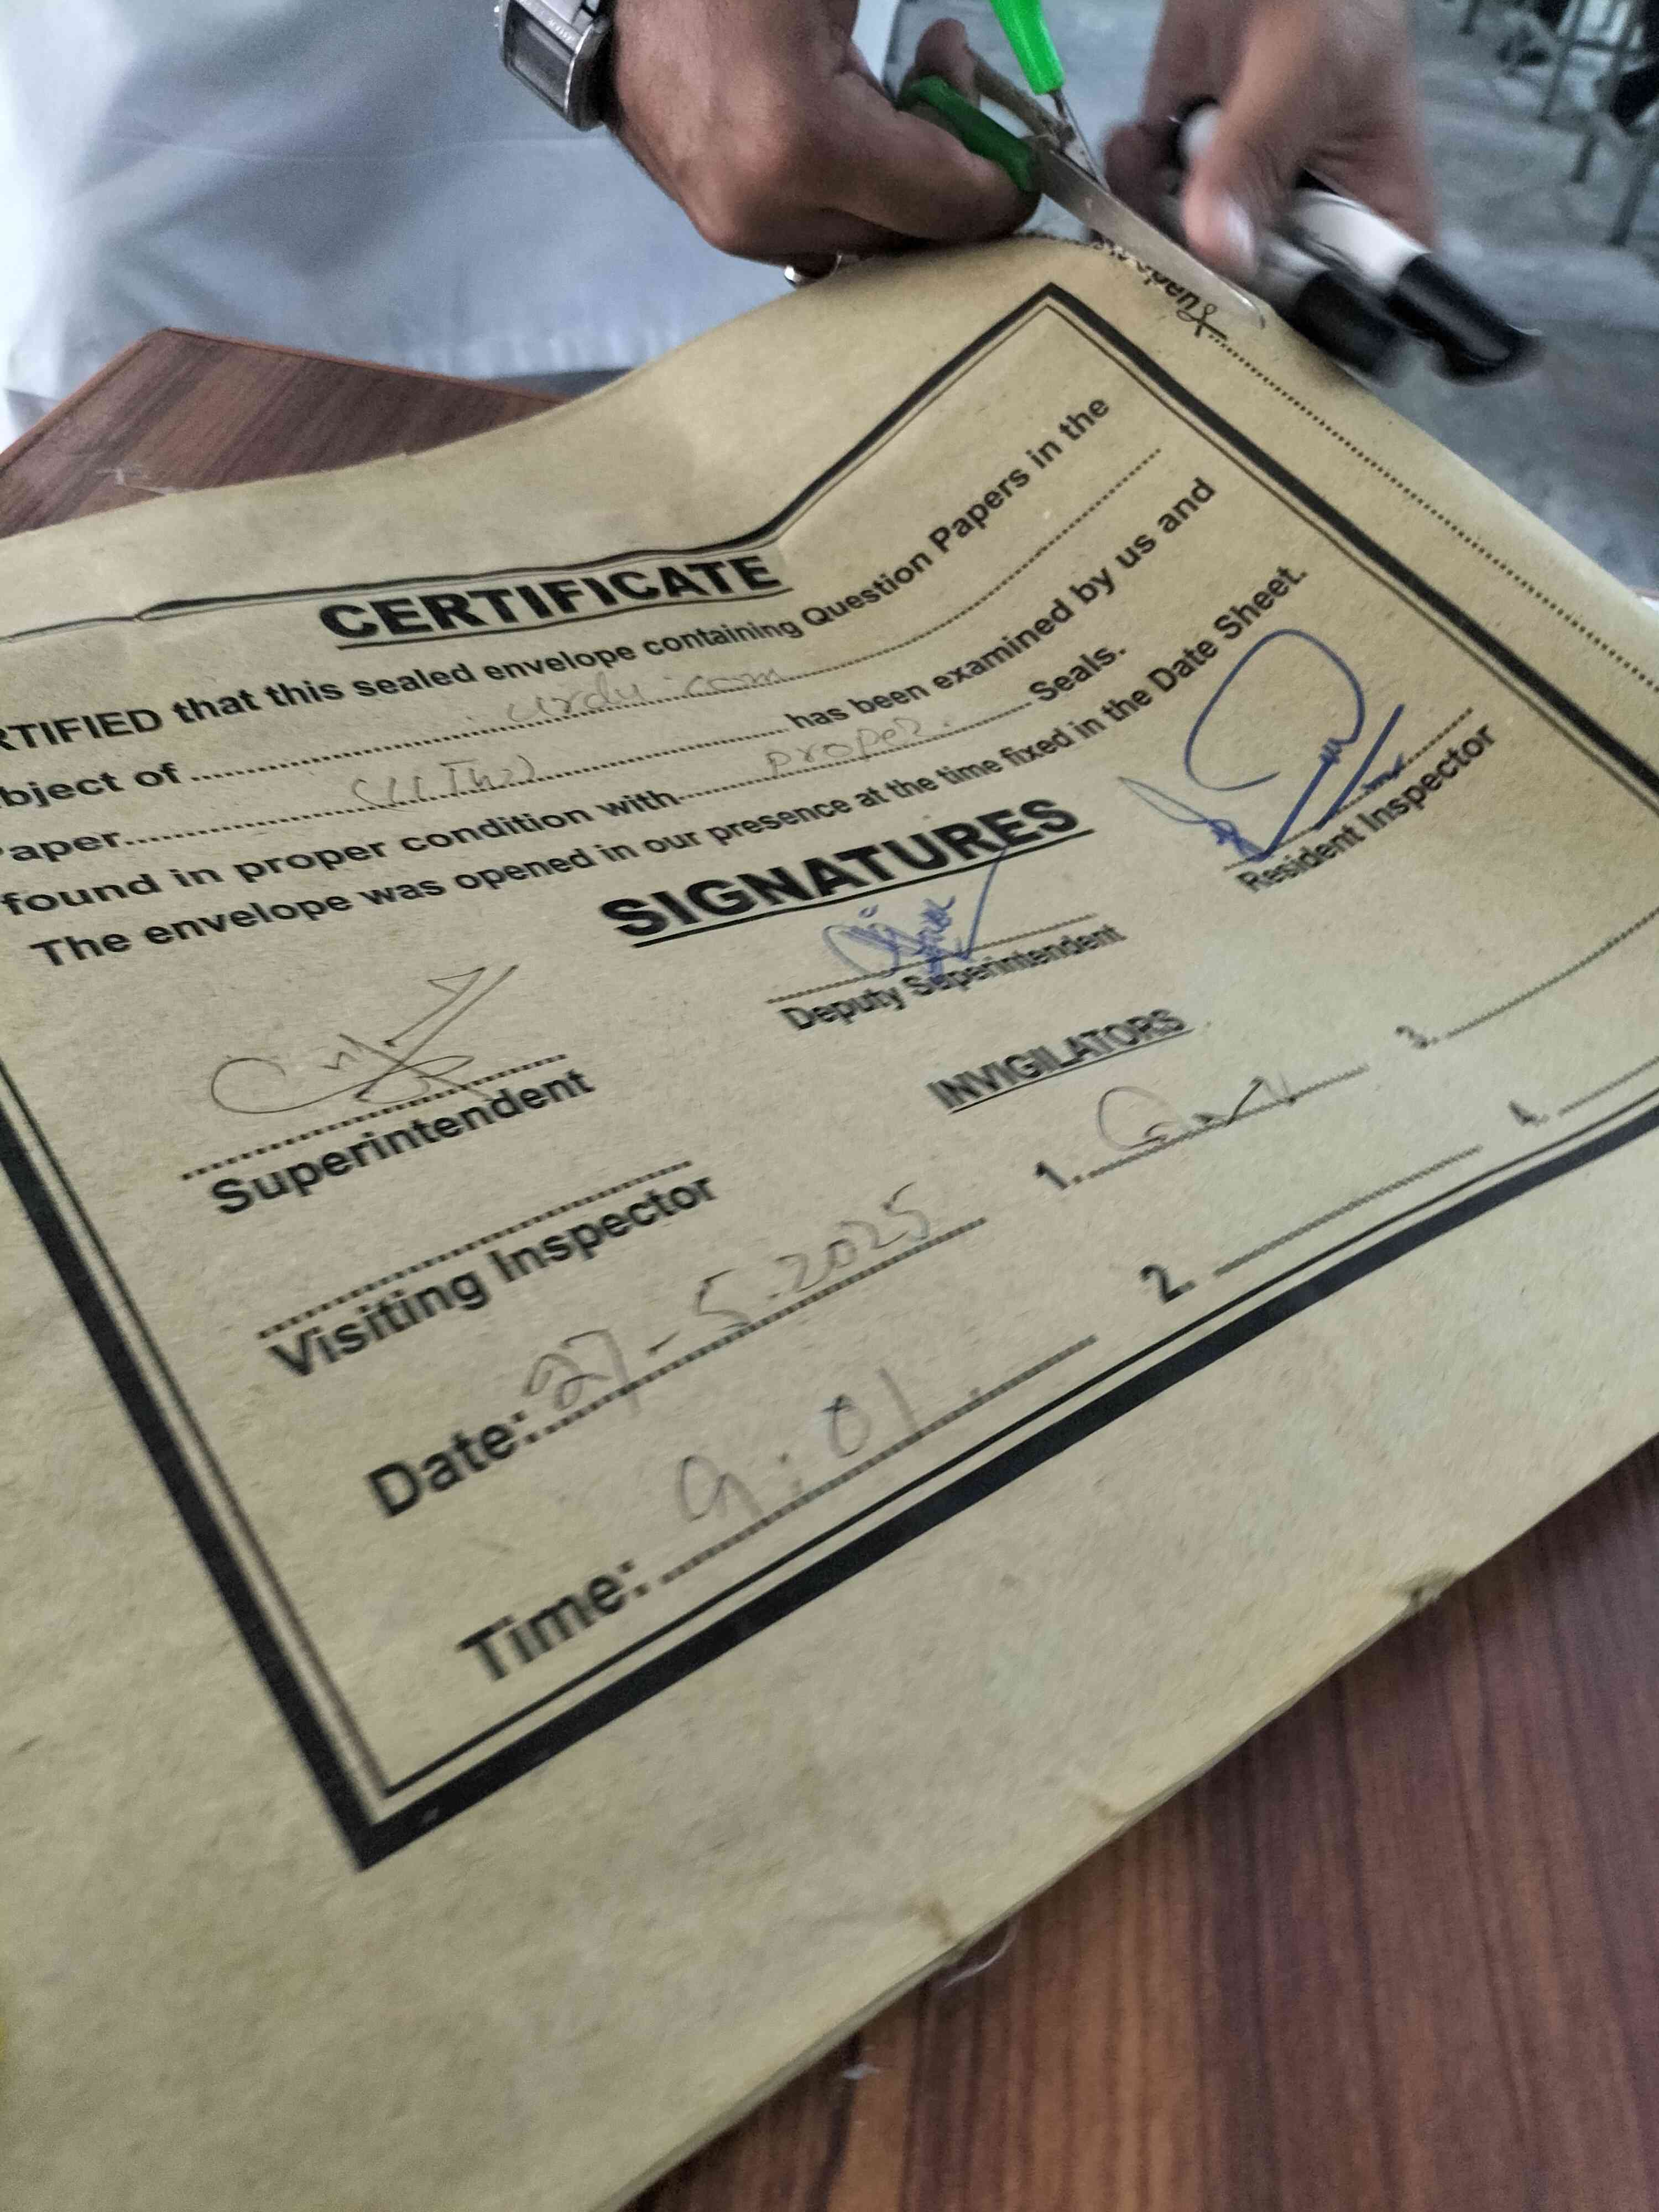 CERTIFICATE
RTIFIED that this sealed envelope containing Question Papers in the
bject of urdu. com
aper (11Th) has been examined by us and
found in proper condition with proper. Seals.
The envelope was opened in our presence at the time fixed in the Date Sheet.
SIGNATURES
Superintendent
Deputy Superintendent
Resident Inspector
Visiting Inspector
INVIGILATORS
1.
2.
3.
4.
Date: 27-5.2025
Time: 9:01